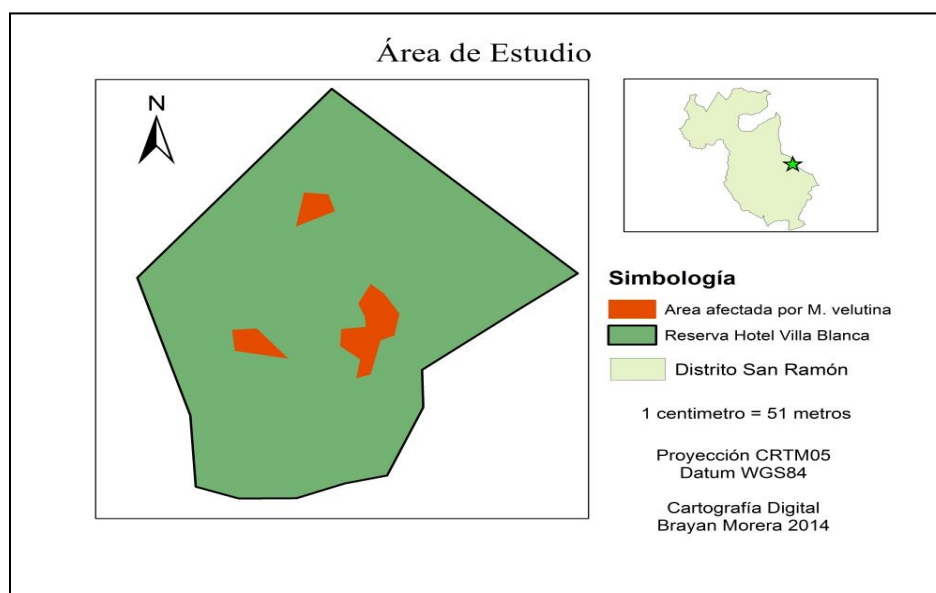 Área de Estudio
N
Simbología
Area afectada por M. velutina
Reserva Hotel Villa Blanca
Distrito San Ramón
1 centimetro = 51 metros
Proyección CRTM05
Datum WGS84
Cartografía Digital
Brayan Morera 2014